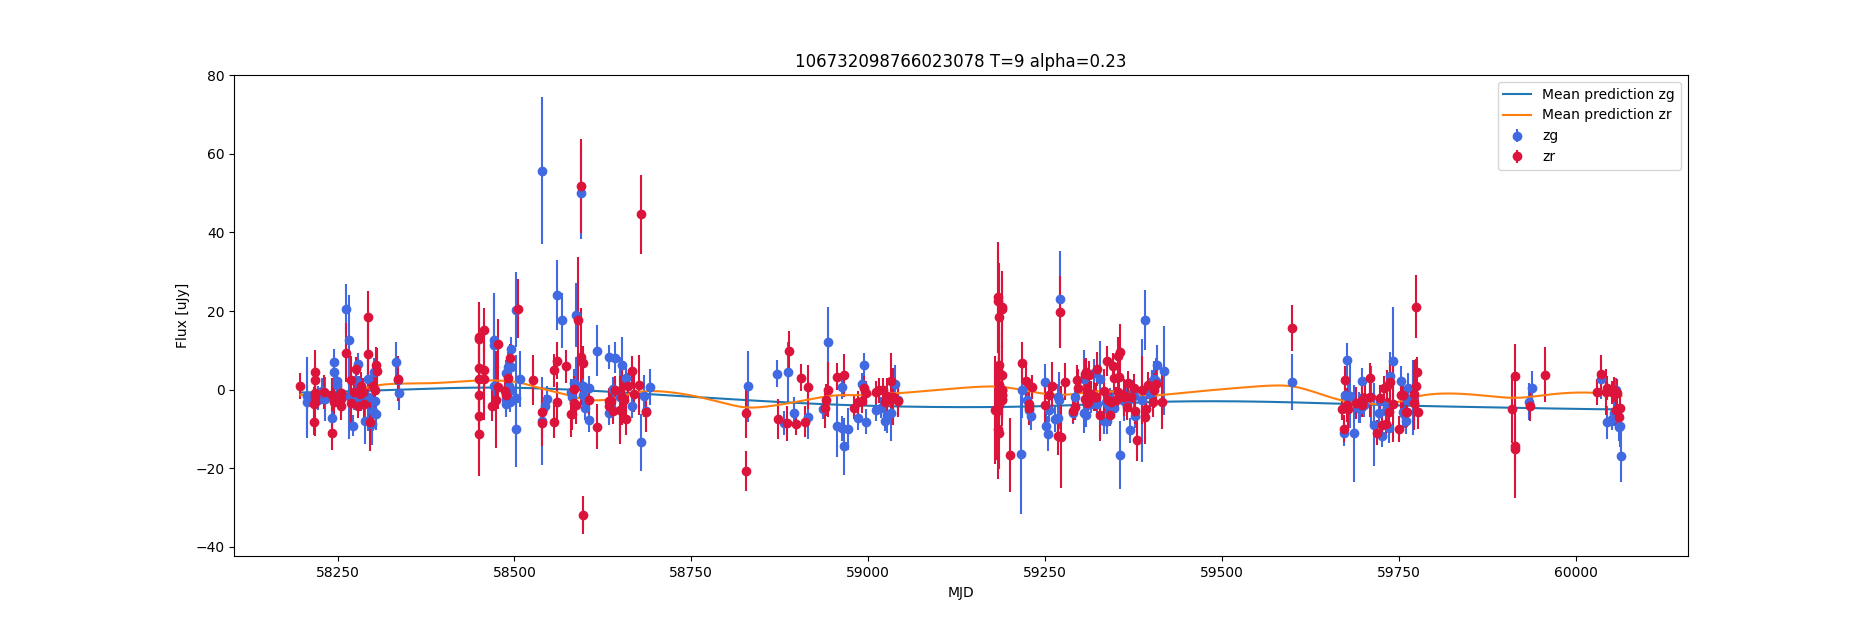 106732098766023078 T=9 alpha=0.23
80
60
40
20
0
−20
−40
Flux [uJy]
58250
58500
58750
59000
59250
59500
59750
60000
MJD
Mean prediction zg
Mean prediction zr
zg
zr